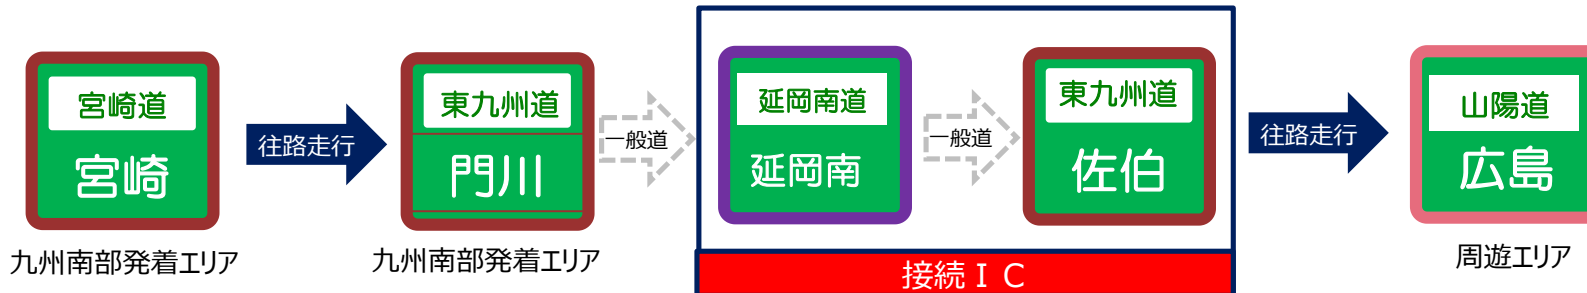 宮崎道
宮崎
九州南部発着エリア
往路走行
東九州道
門川
九州南部発着エリア
一般道
延岡南道
延岡南
一般道
東九州道
佐伯
接続ＩＣ
往路走行
山陽道
広島
周遊エリア